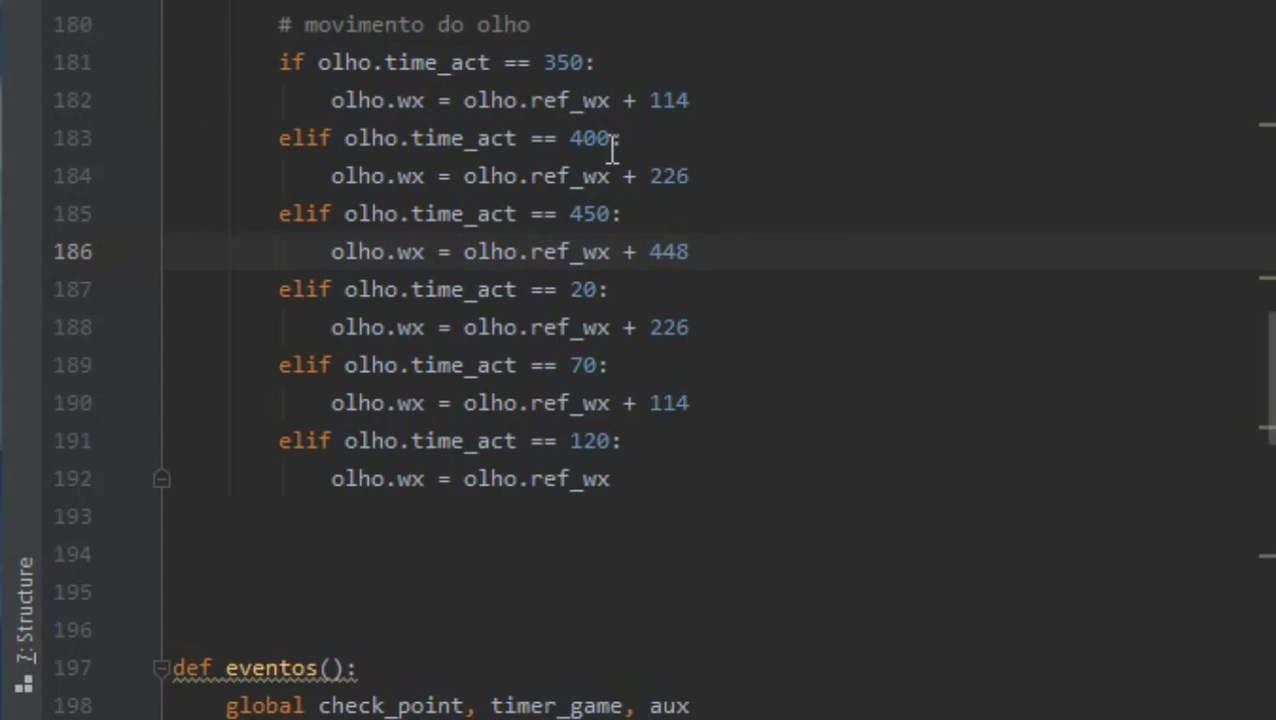 180 # movimento do olho
181 if olho.time_act == 350:
182 olho.wx = olho.ref_wx + 114
183 elif olho.time_act == 400:
184 olho.wx = olho.ref_wx + 226
185 elif olho.time_act == 450:
186 olho.wx = olho.ref_wx + 448
187 elif olho.time_act == 20:
188 olho.wx = olho.ref_wx + 226
189 elif olho.time_act == 70:
190 olho.wx = olho.ref_wx + 114
191 elif olho.time_act == 120:
192 olho.wx = olho.ref_wx
193
194
195
196
197 def eventos():
198 global check_point, timer_game, aux
7: Structure